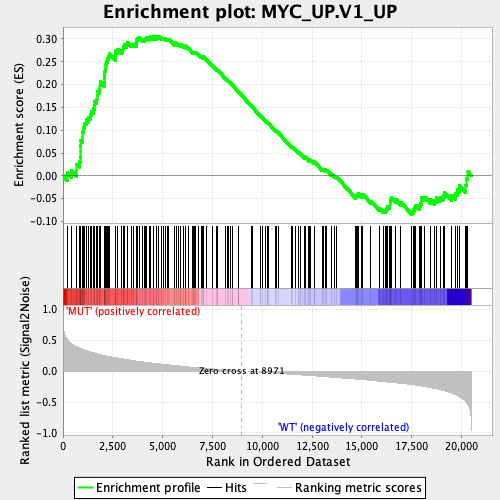 Enrichment plot: MYC_UP.V1_UP
Enrichment score (ES)
0.30
0.25
0.20
0.15
0.10
0.05
0.00
-0.05
-0.10
'MUT' (positively correlated)
Ranked list metric (Signal2Noise)
1.0
0.5
0.0
-0.5
-1.0
Zero cross at 8971
'WT' (negatively correlated)
0
2,500
5,000
7,500
10,000
12,500
15,000
17,500
20,000
Rank in Ordered Dataset
Enrichment profile
Hits
Ranking metric scores